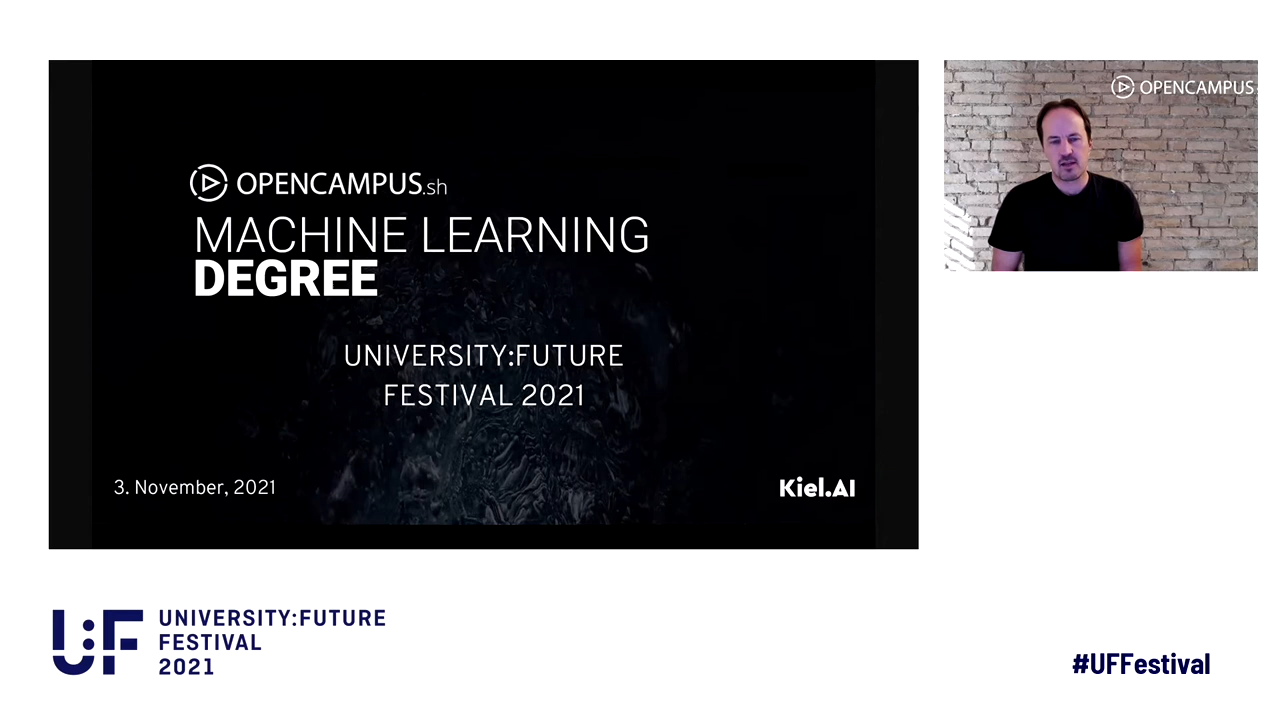 OPENCAMPUS.sh
MACHINE LEARNING
DEGREE
UNIVERSITY:FUTURE
FESTIVAL 2021
3. November, 2021
Kiel.AI
OPENCAMPUS
U:F
UNIVERSITY:FUTURE
FESTIVAL
2021
#UFFestival